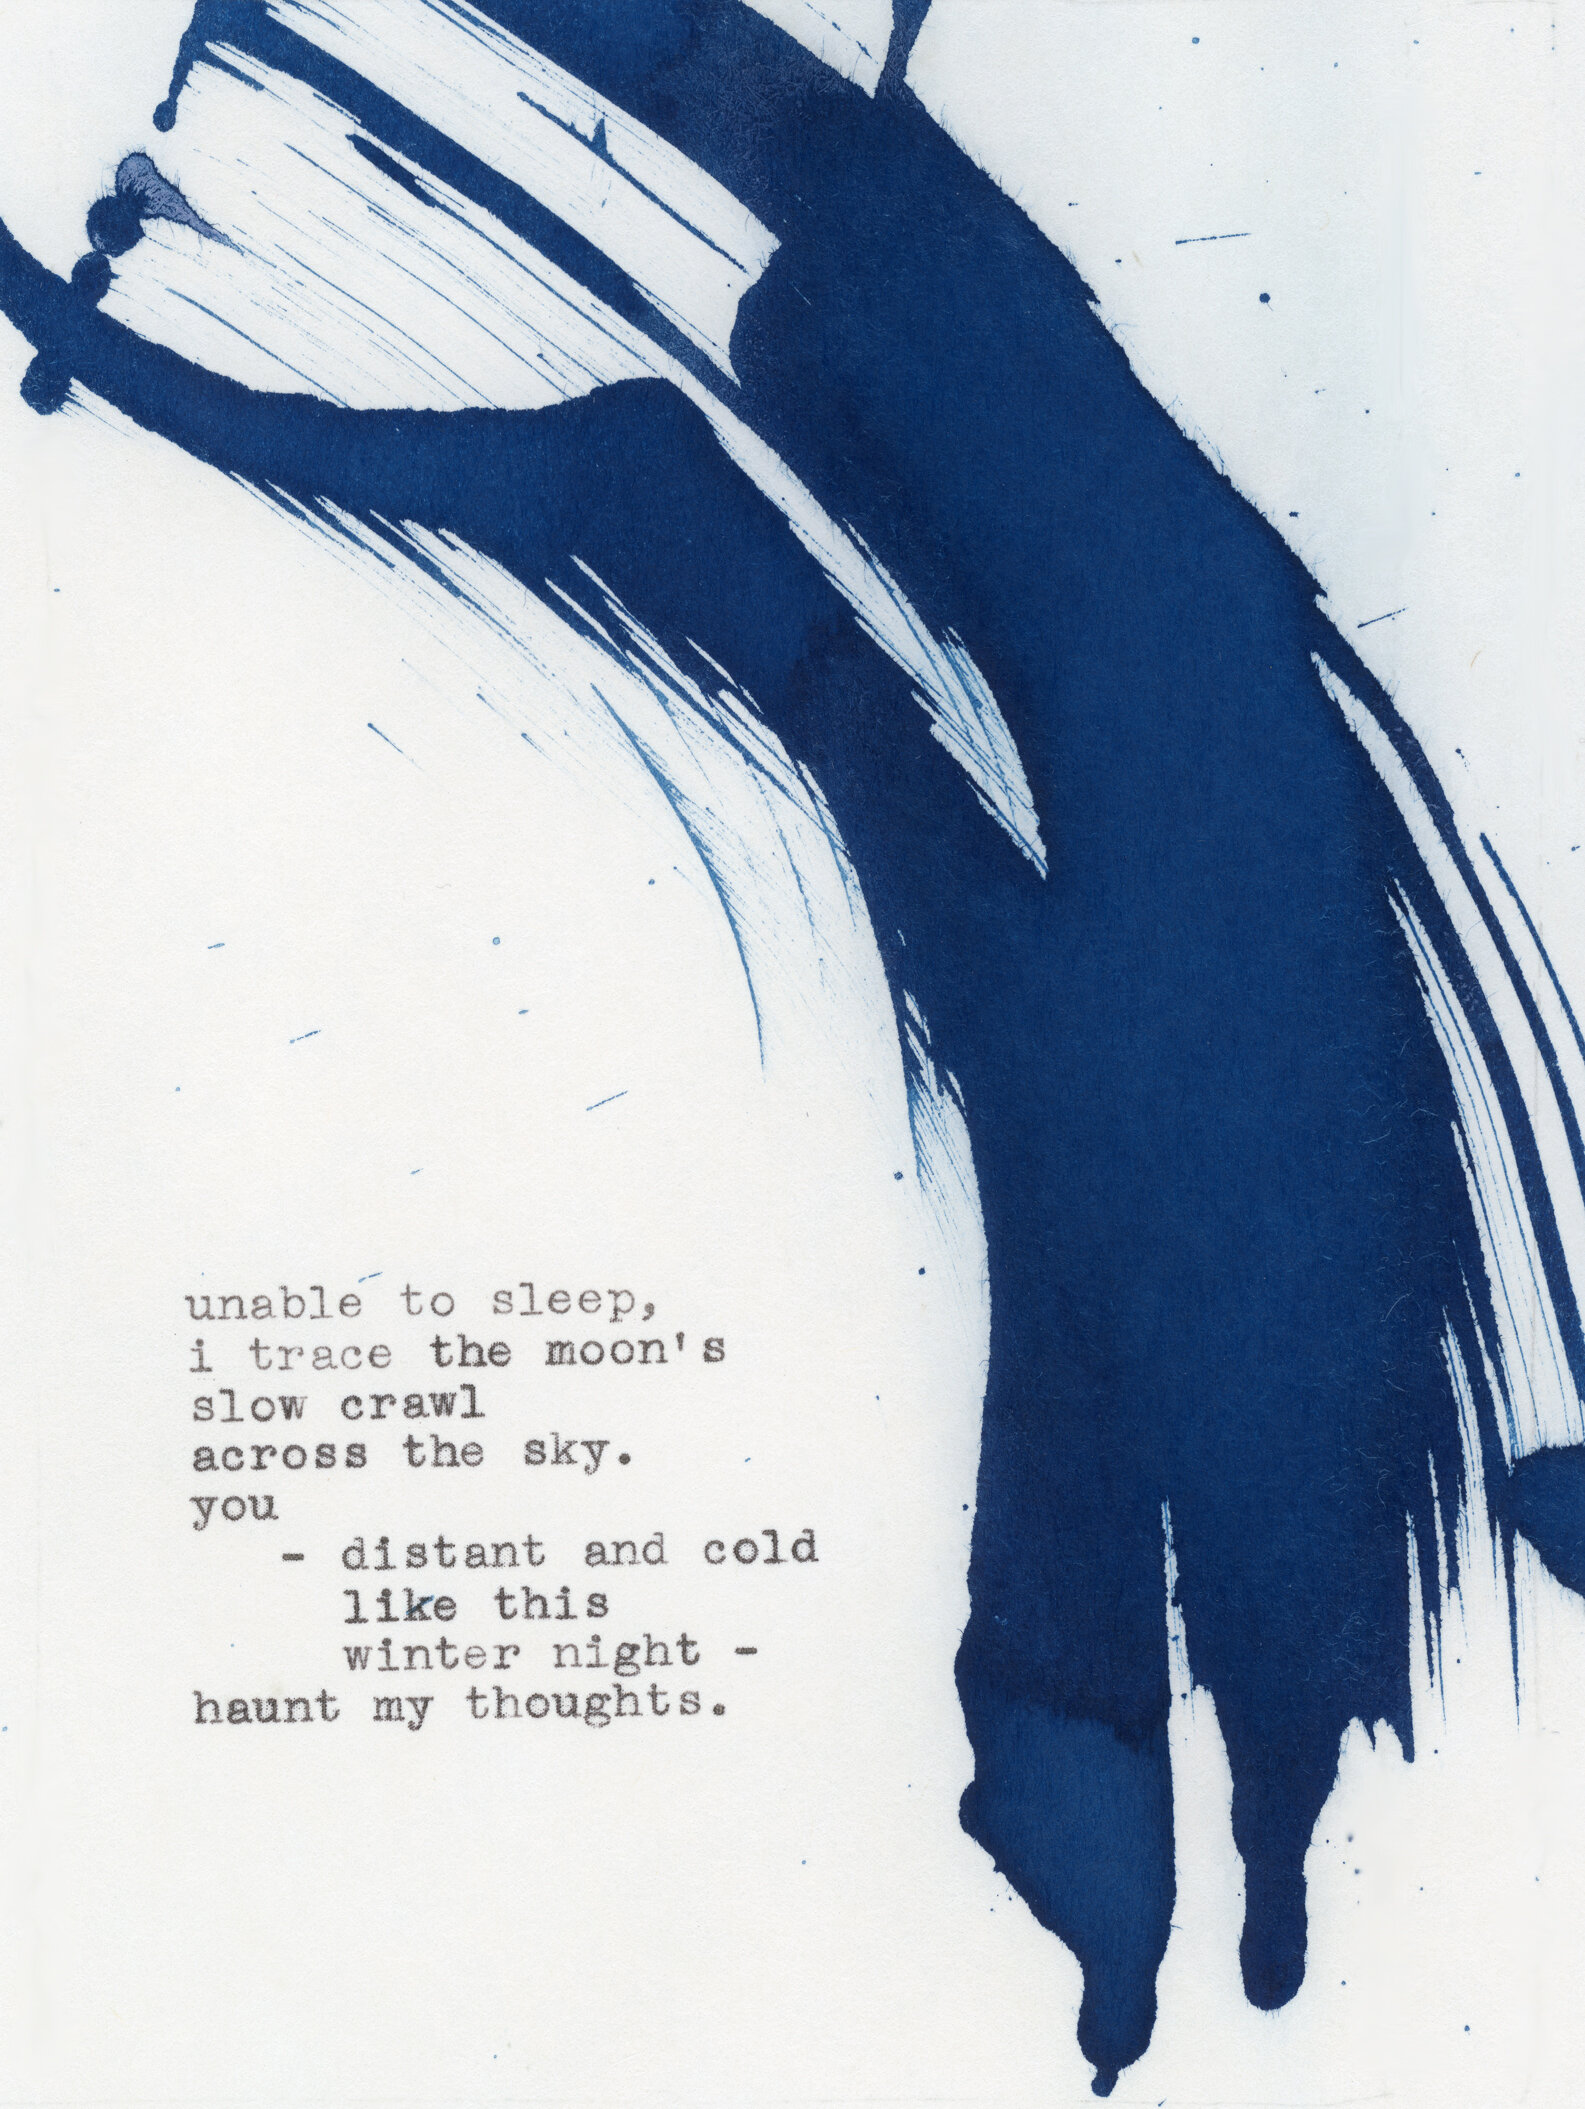 unable to sleep,
i trace the moon's
slow crawl
across the sky.
you
- distant and cold
like this
winter night -
haunt my thoughts.